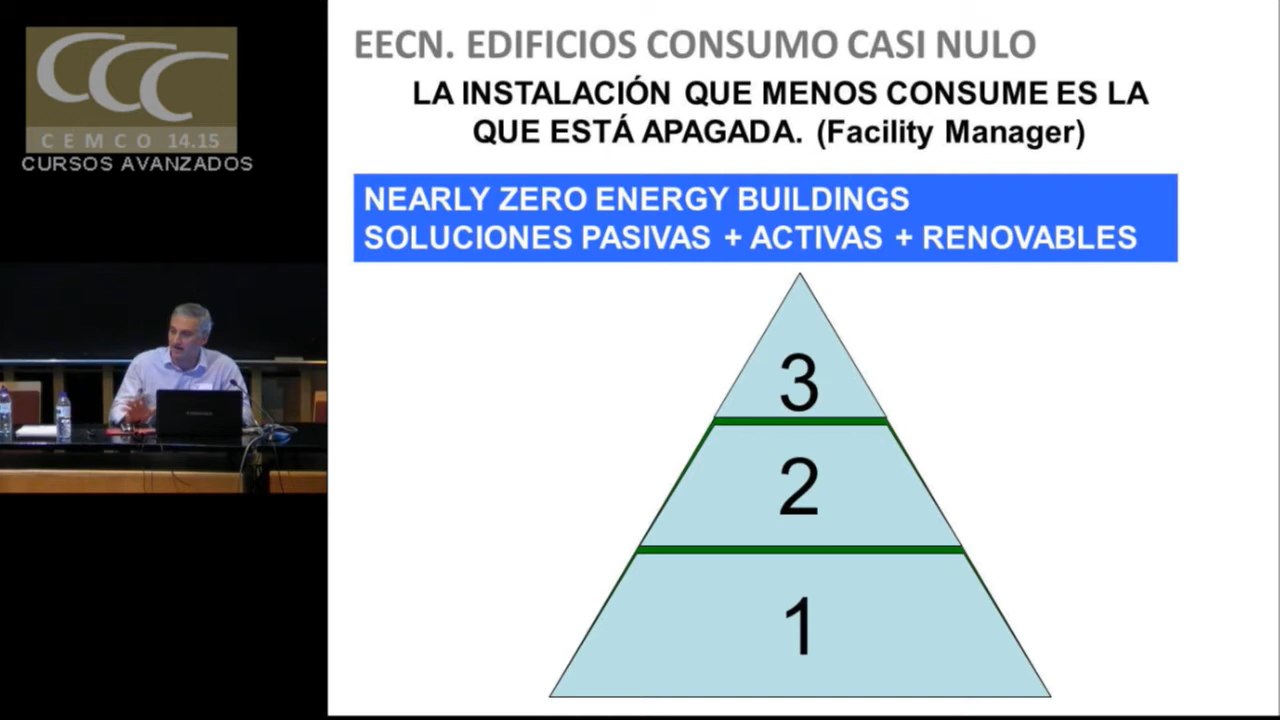 CCC
CEMCO 14.15
CURSOS AVANZADOS
EECN. EDIFICIOS CONSUMO CASI NULO
LA INSTALACIÓN QUE MENOS CONSUME ES LA
QUE ESTÁ APAGADA. (Facility Manager)
NEARLY ZERO ENERGY BUILDINGS
SOLUCIONES PASIVAS + ACTIVAS + RENOVABLES
3
2
1